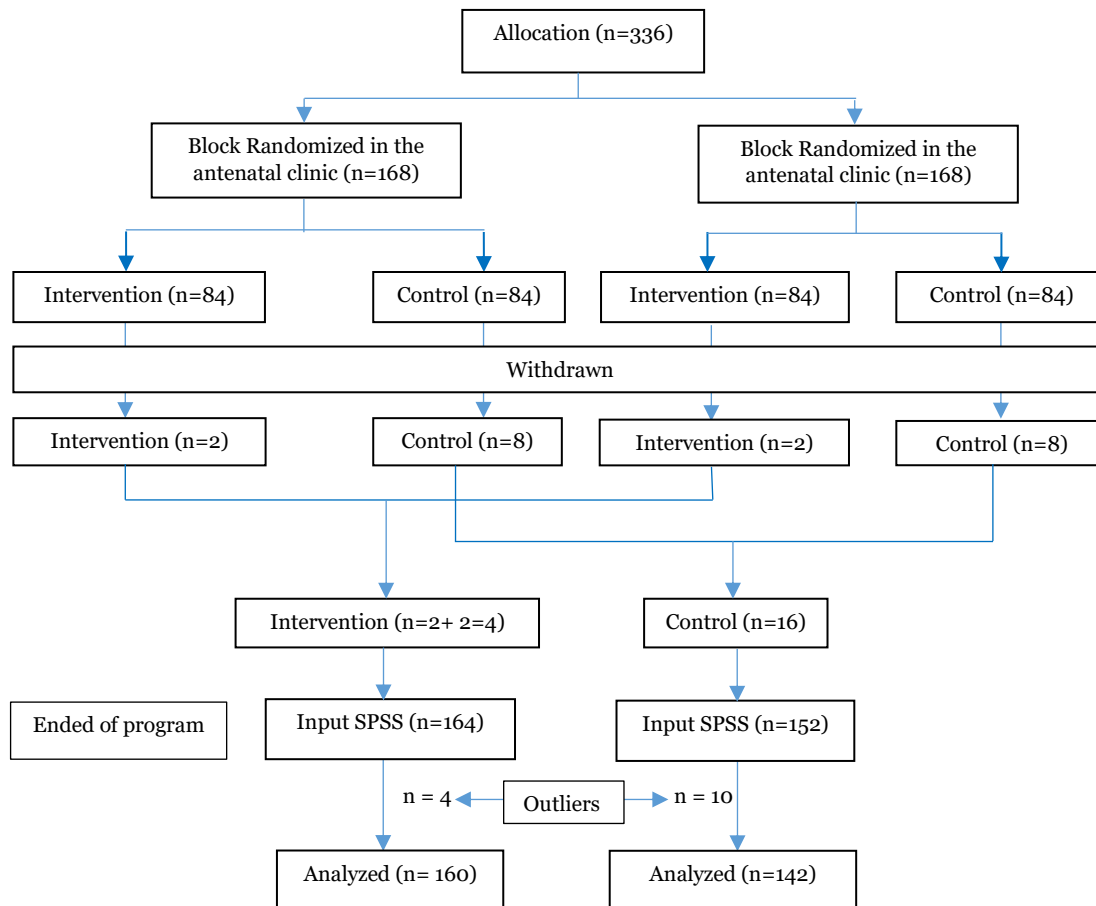 Allocation (n=336)
Block Randomized in the
antenatal clinic (n=168)
Block Randomized in the
antenatal clinic (n=168)
Intervention (n=84)
Control (n=84)
Intervention (n=84)
Control (n=84)
Withdrawn
Intervention (n=2)
Control (n=8)
Intervention (n=2)
Control (n=8)
Intervention (n=2+ 2=4)
Control (n=16)
Ended of program
Input SPSS (n=164)
Input SPSS (n=152)
n = 4
Outliers
n = 10
Analyzed (n= 160)
Analyzed (n=142)